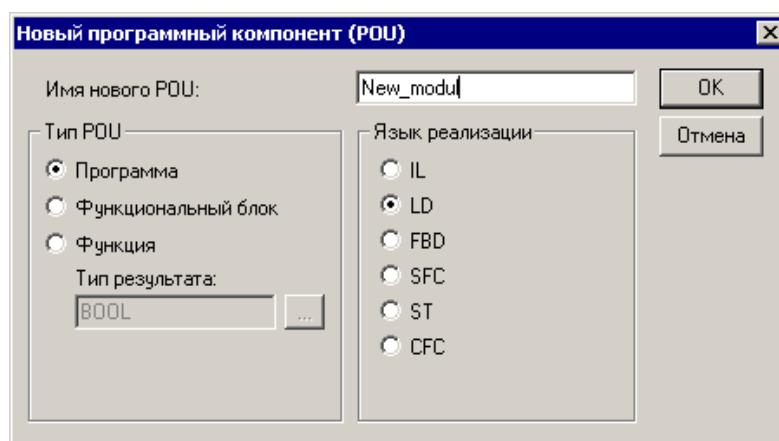 Новый программный компонент (POU)
Имя нового POU:
New_modul
OK
Отмена
Тип POU
Программа
Функциональный блок
Функция
Тип результата:
BOOL
...
Язык реализации
IL
LD
FBD
SFC
ST
CFC